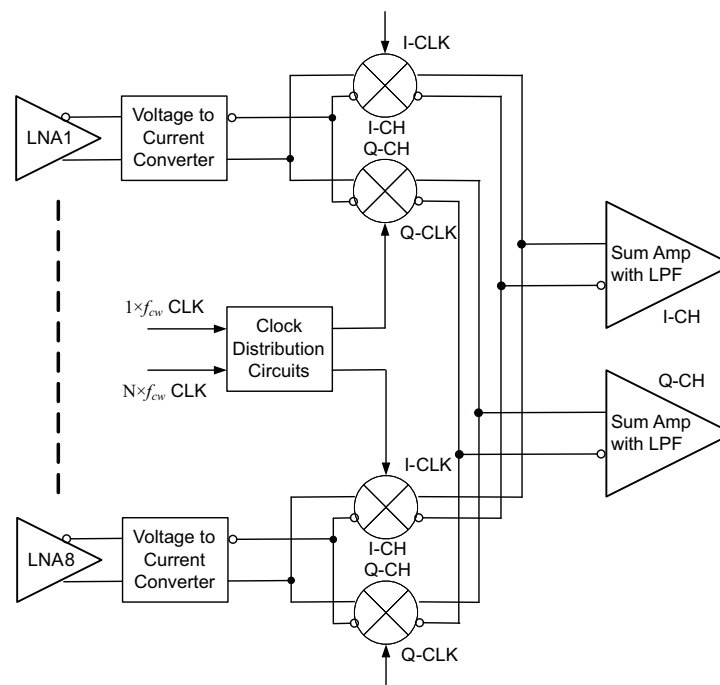 I-CLK
LNA1
Voltage to
Current
Converter
I-CH
Q-CH
Q-CLK
Sum Amp
with LPF
I-CH
1×fcw CLK
N×fcw CLK
Clock
Distribution
Circuits
Q-CH
Sum Amp
with LPF
I-CLK
LNA8
Voltage to
Current
Converter
I-CH
Q-CH
Q-CLK